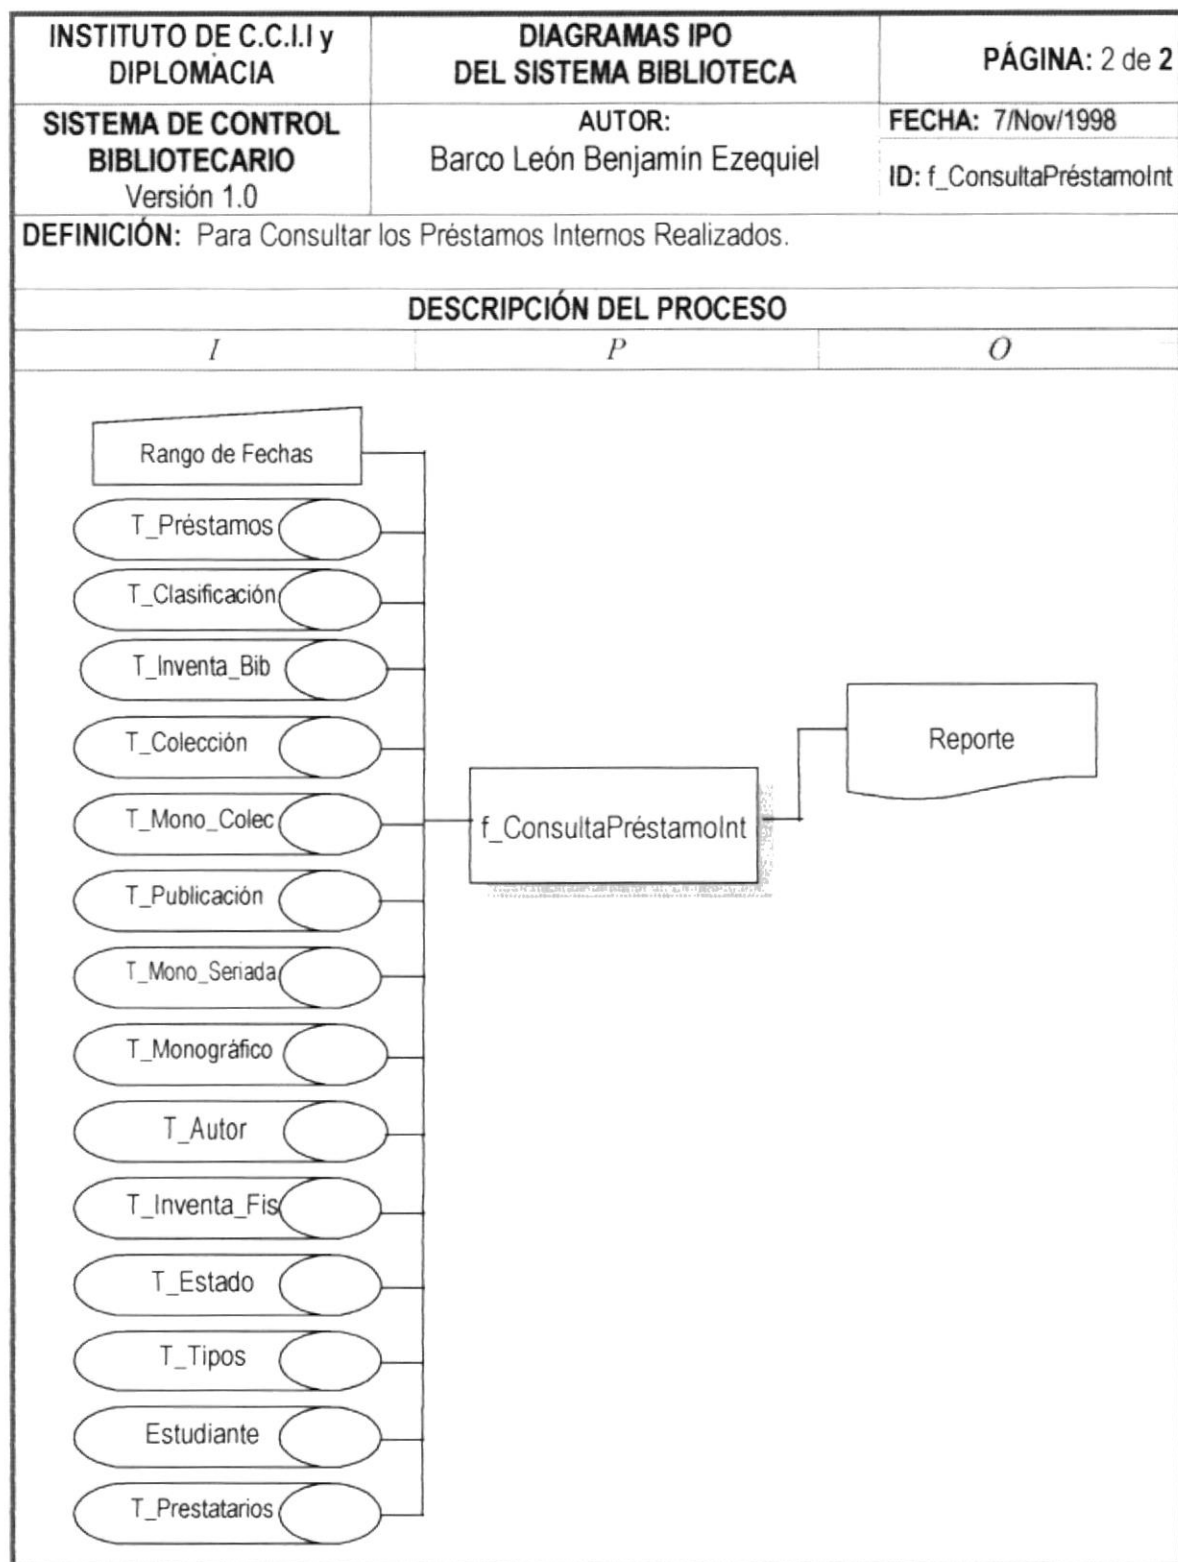 INSTITUTO DE C.C.I.I y
DIPLOMACIA
DIAGRAMAS IPO
DEL SISTEMA BIBLIOTECA
PÁGINA: 2 de 2
SISTEMA DE CONTROL
BIBLIOTECARIO
Versión 1.0
AUTOR:
Barco León Benjamín Ezequiel
FECHA: 7/Nov/1998
ID: f_ConsultaPréstamoInt
DEFINICIÓN: Para Consultar los Préstamos Internos Realizados.
DESCRIPCIÓN DEL PROCESO
I
P
O
Rango de Fechas
T_Préstamos
T_Clasificación
T_Inventa_Bib
T_Colección
T_Mono_Colec
T_Publicación
T_Mono_Seriada
T_Monográfico
T_Autor
T_Inventa_Fis
T_Estado
T_Tipos
Estudiante
T_Prestatarios
f_ConsultaPréstamoInt
Reporte